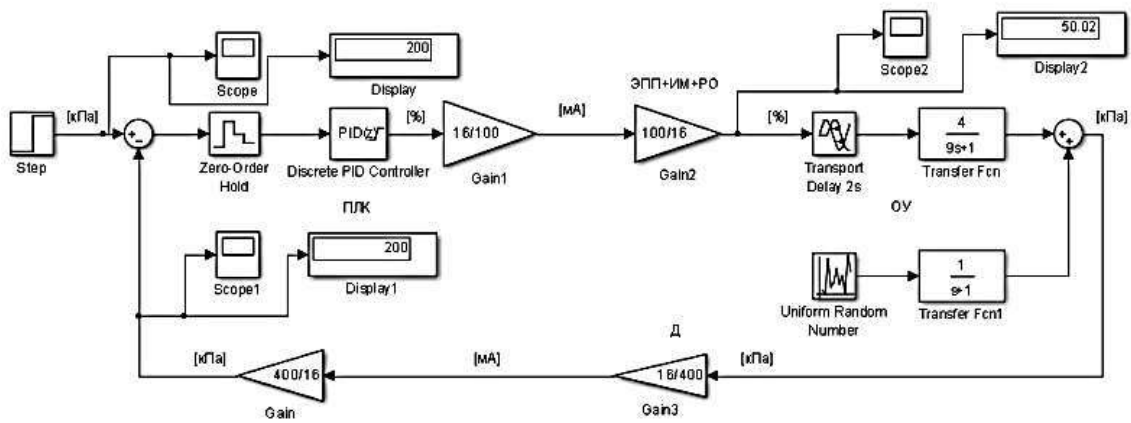 200
Scope
Display
[кПа]
Step
+
-
Zero-Order
Hold
PID(z)
Discrete PID Controller
[%]
16/100
Gain1
[мА]
ЭПП+ИМ+РО
100/16
Gain2
Scope2
50.02
Display2
[%]
Transport
Delay 2s
4
9s+1
Transfer Fcn
+
+
[кПа]
ПЛК
ОУ
Scope1
200
Display1
Uniform Random
Number
1
s+1
Transfer Fcn1
[кПа]
400/16
Gain
[мА]
Д
16/400
Gain3
[кПа]